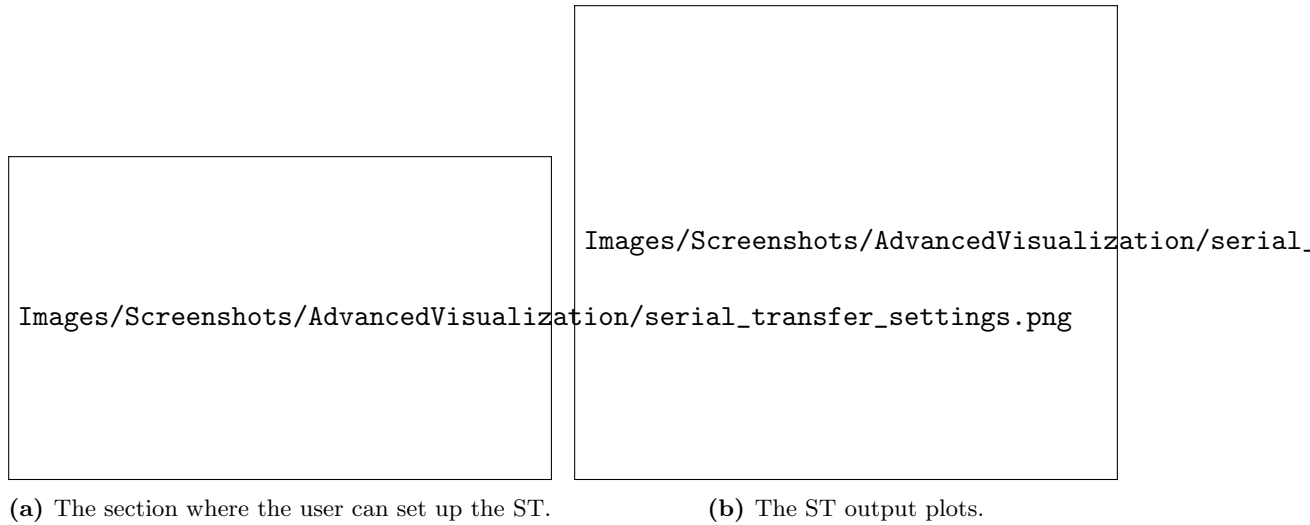 Images/Screenshots/AdvancedVisualization/serial_
Images/Screenshots/AdvancedVisualization/serial_transfer_settings.png
(a) The section where the user can set up the ST.
(b) The ST output plots.